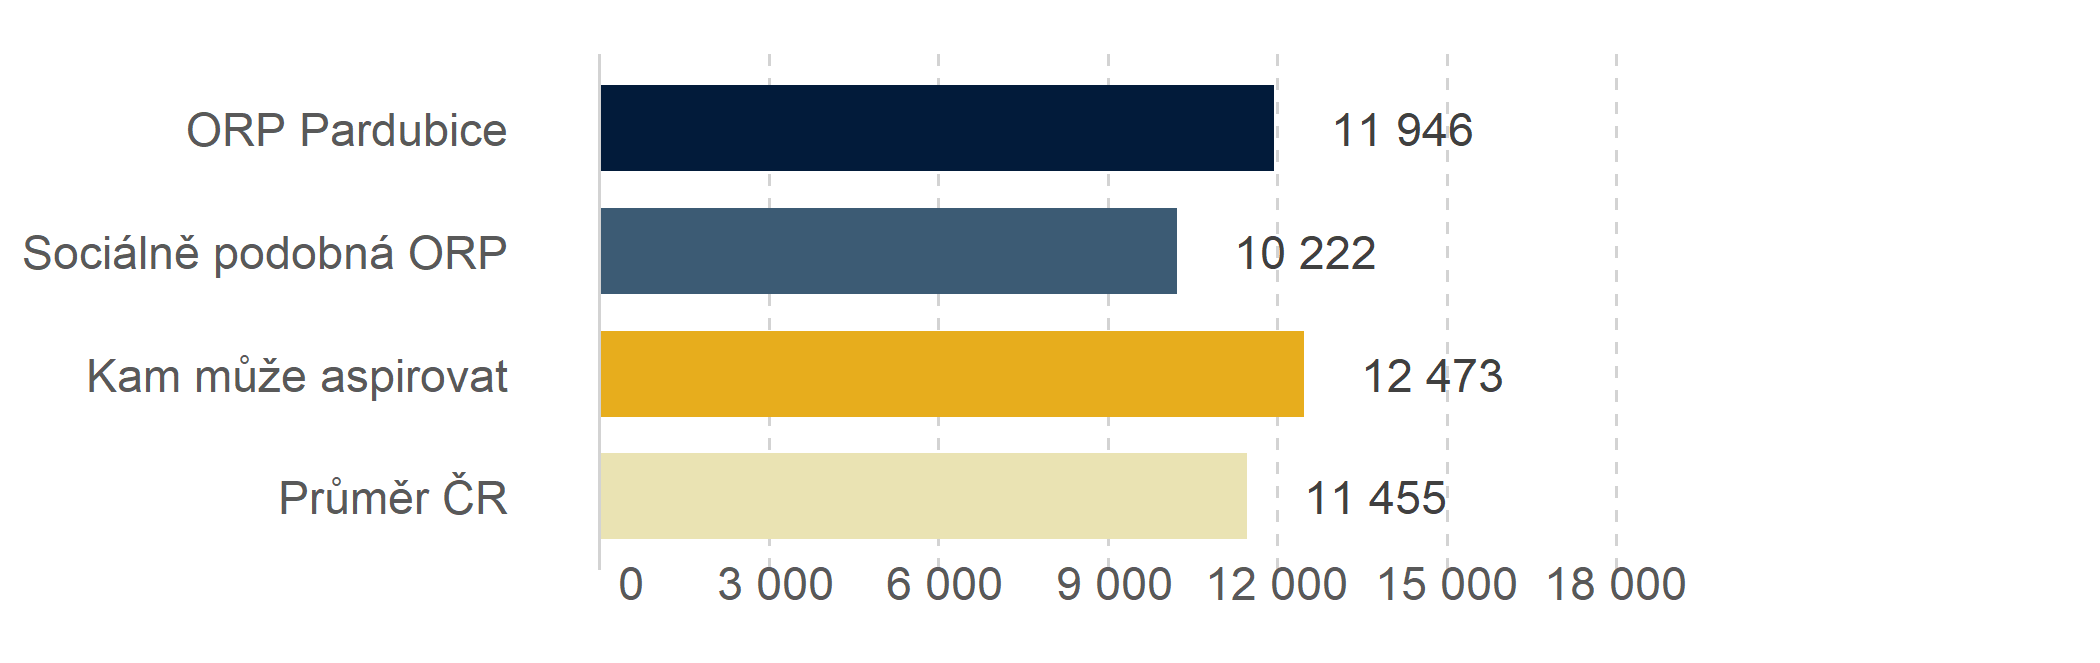 ORP Pardubice 11 946
Sociálně podobná ORP 10 222
Kam může aspirovat 12 473
Průměr ČR 11 455
0 3 000 6 000 9 000 12 000 15 000 18 000